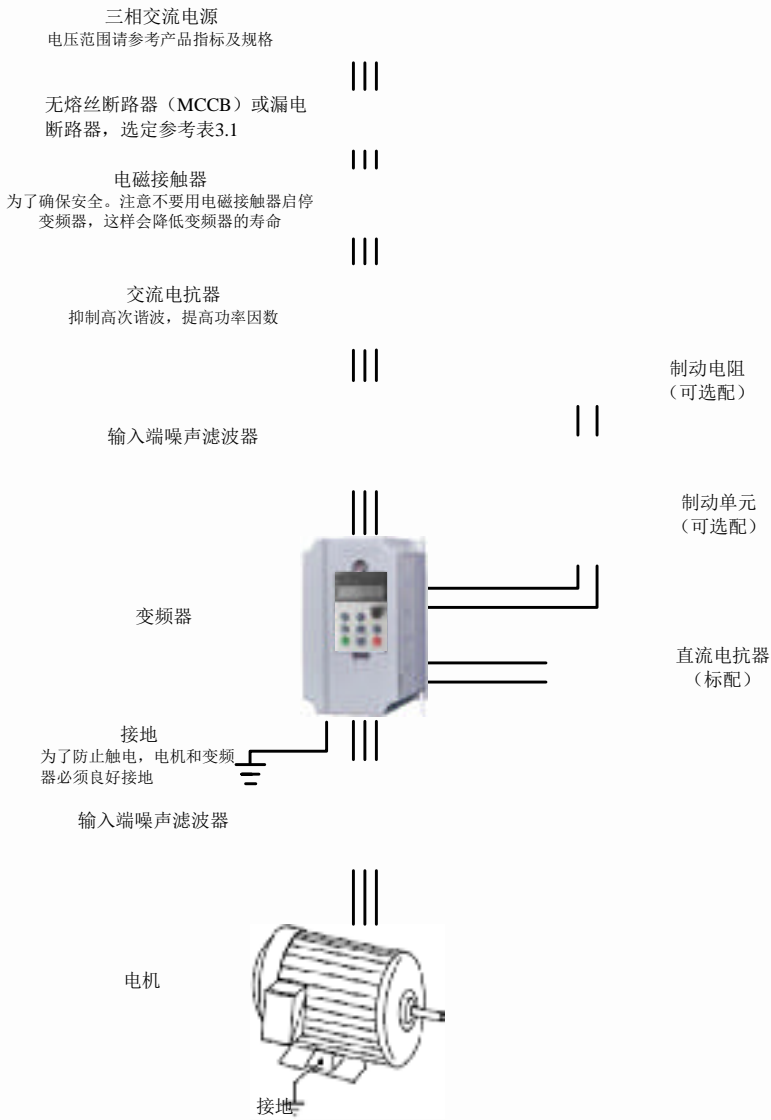 三相交流电源
电压范围请参考产品指标及规格
无熔丝断路器（MCCB）或漏电
断路器，选定参考表3.1
电磁接触器
为了确保安全。注意不要用电磁接触器启停
变频器，这样会降低变频器的寿命
交流电抗器
抑制高次谐波，提高功率因数
制动电阻
（可选配）
输入端噪声滤波器
制动单元
（可选配）
变频器
直流电抗器
（标配）
接地
为了防止触电，电机和变频
器必须良好接地
输入端噪声滤波器
电机
接地